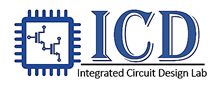 ICD
Integrated Circuit Design Lab